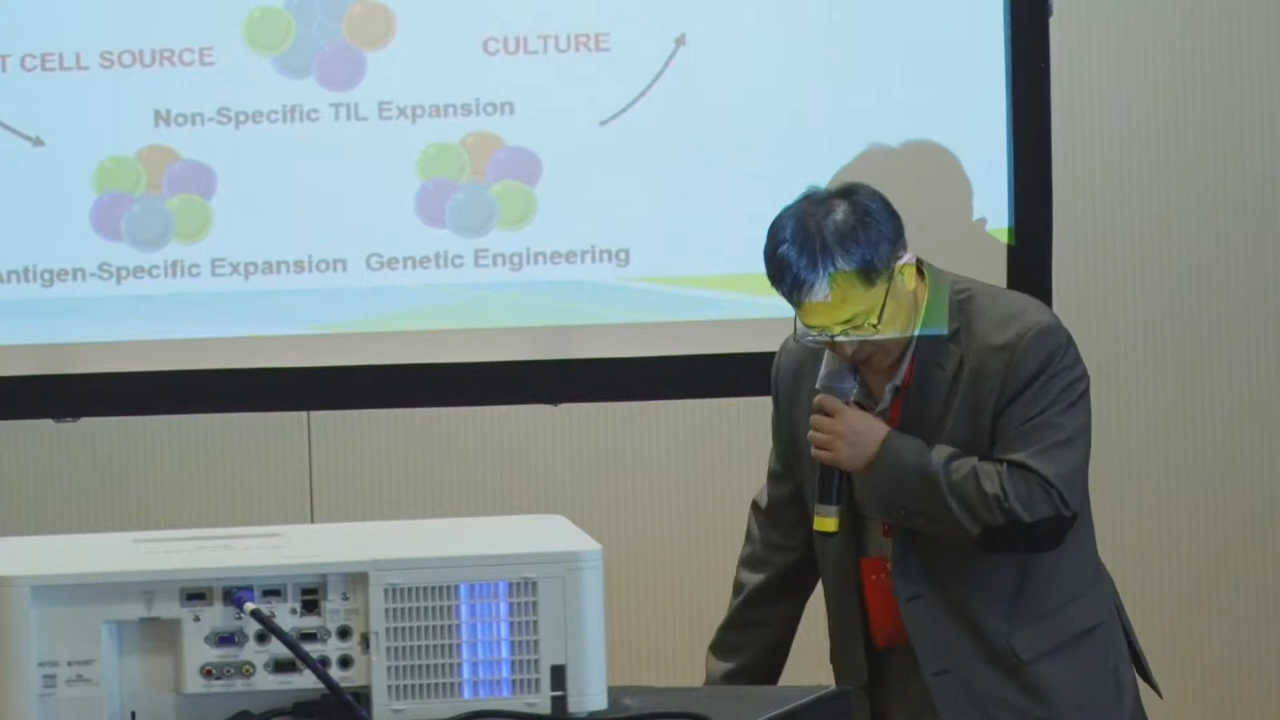 T CELL SOURCE
CULTURE
Non-Specific TIL Expansion
Antigen-Specific Expansion
Genetic Engineering